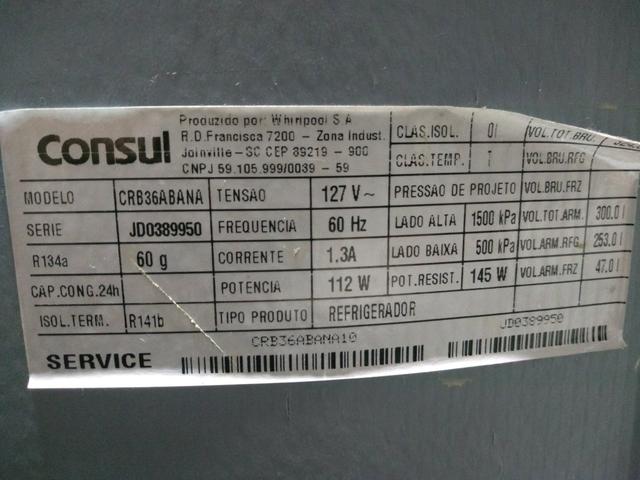 Consul
Produzido por: Whirlpool S.A
R.D.Francisca 7200 - Zona Indust.
Joinville - SC CEP 89219 - 900
CNPJ 59.105.999/0039 - 59
CLAS.ISOL. 01 VOL.TOT.BRU.
CLAS.TEMP. T VOL.BRU.RFG
MODELO CRB36ABANA TENSÃO 127 V~ PRESSAO DE PROJETO VOL.BRU.FRZ
SERIE JD0389950 FREQUENCIA 60 Hz LADO ALTA 1500 kPa VOL.TOT.ARM. 300.0 l
R134a 60 g CORRENTE 1.3A LADO BAIXA 500 kPa VOL.ARM.RFG 253.0 l
CAP.CONG.24h POTENCIA 112 W POT.RESIST. 145 W VOL.ARM.FRZ 47.0 l
ISOL.TERM. R141b TIPO PRODUTO REFRIGERADOR
SERVICE CRB36ABANA10 JD0389950